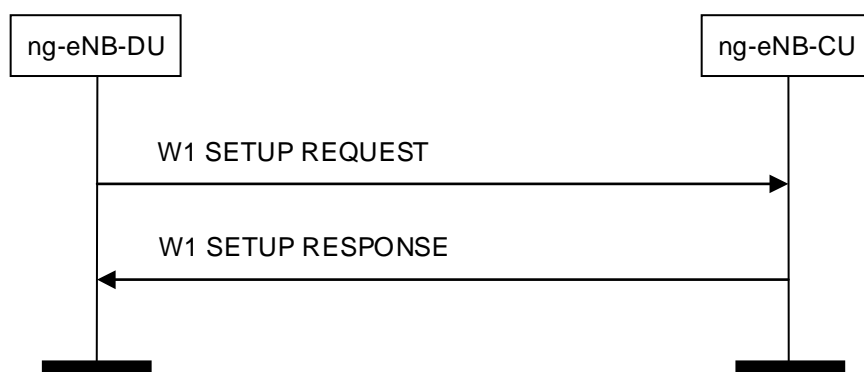 ng-eNB-DU
ng-eNB-CU
W1 SETUP REQUEST
W1 SETUP RESPONSE